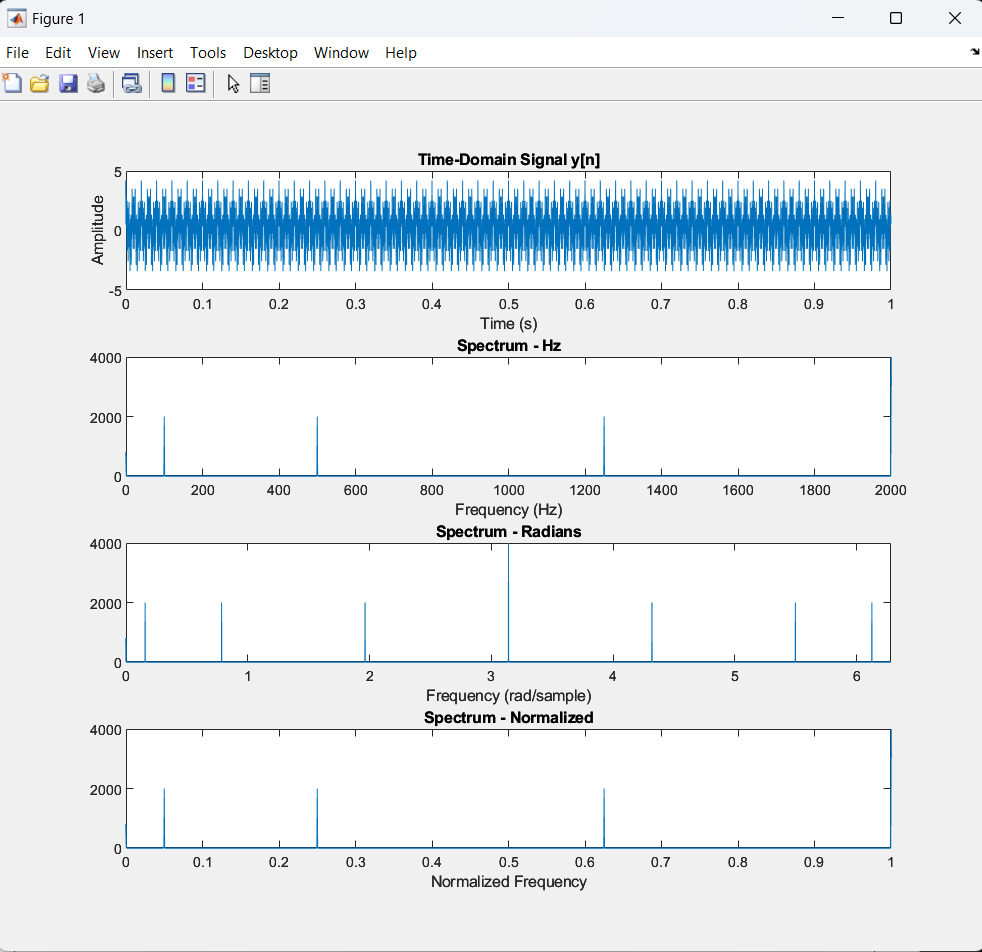 Figure 1
File Edit View Insert Tools Desktop Window Help
Time-Domain Signal y[n]
5
0
-5
Amplitude
0 0.1 0.2 0.3 0.4 0.5 0.6 0.7 0.8 0.9 1
Time (s)
Spectrum - Hz
4000
2000
0
0 200 400 600 800 1000 1200 1400 1600 1800 2000
Frequency (Hz)
Spectrum - Radians
4000
2000
0
0 1 2 3 4 5 6
Frequency (rad/sample)
Spectrum - Normalized
4000
2000
0
0 0.1 0.2 0.3 0.4 0.5 0.6 0.7 0.8 0.9 1
Normalized Frequency